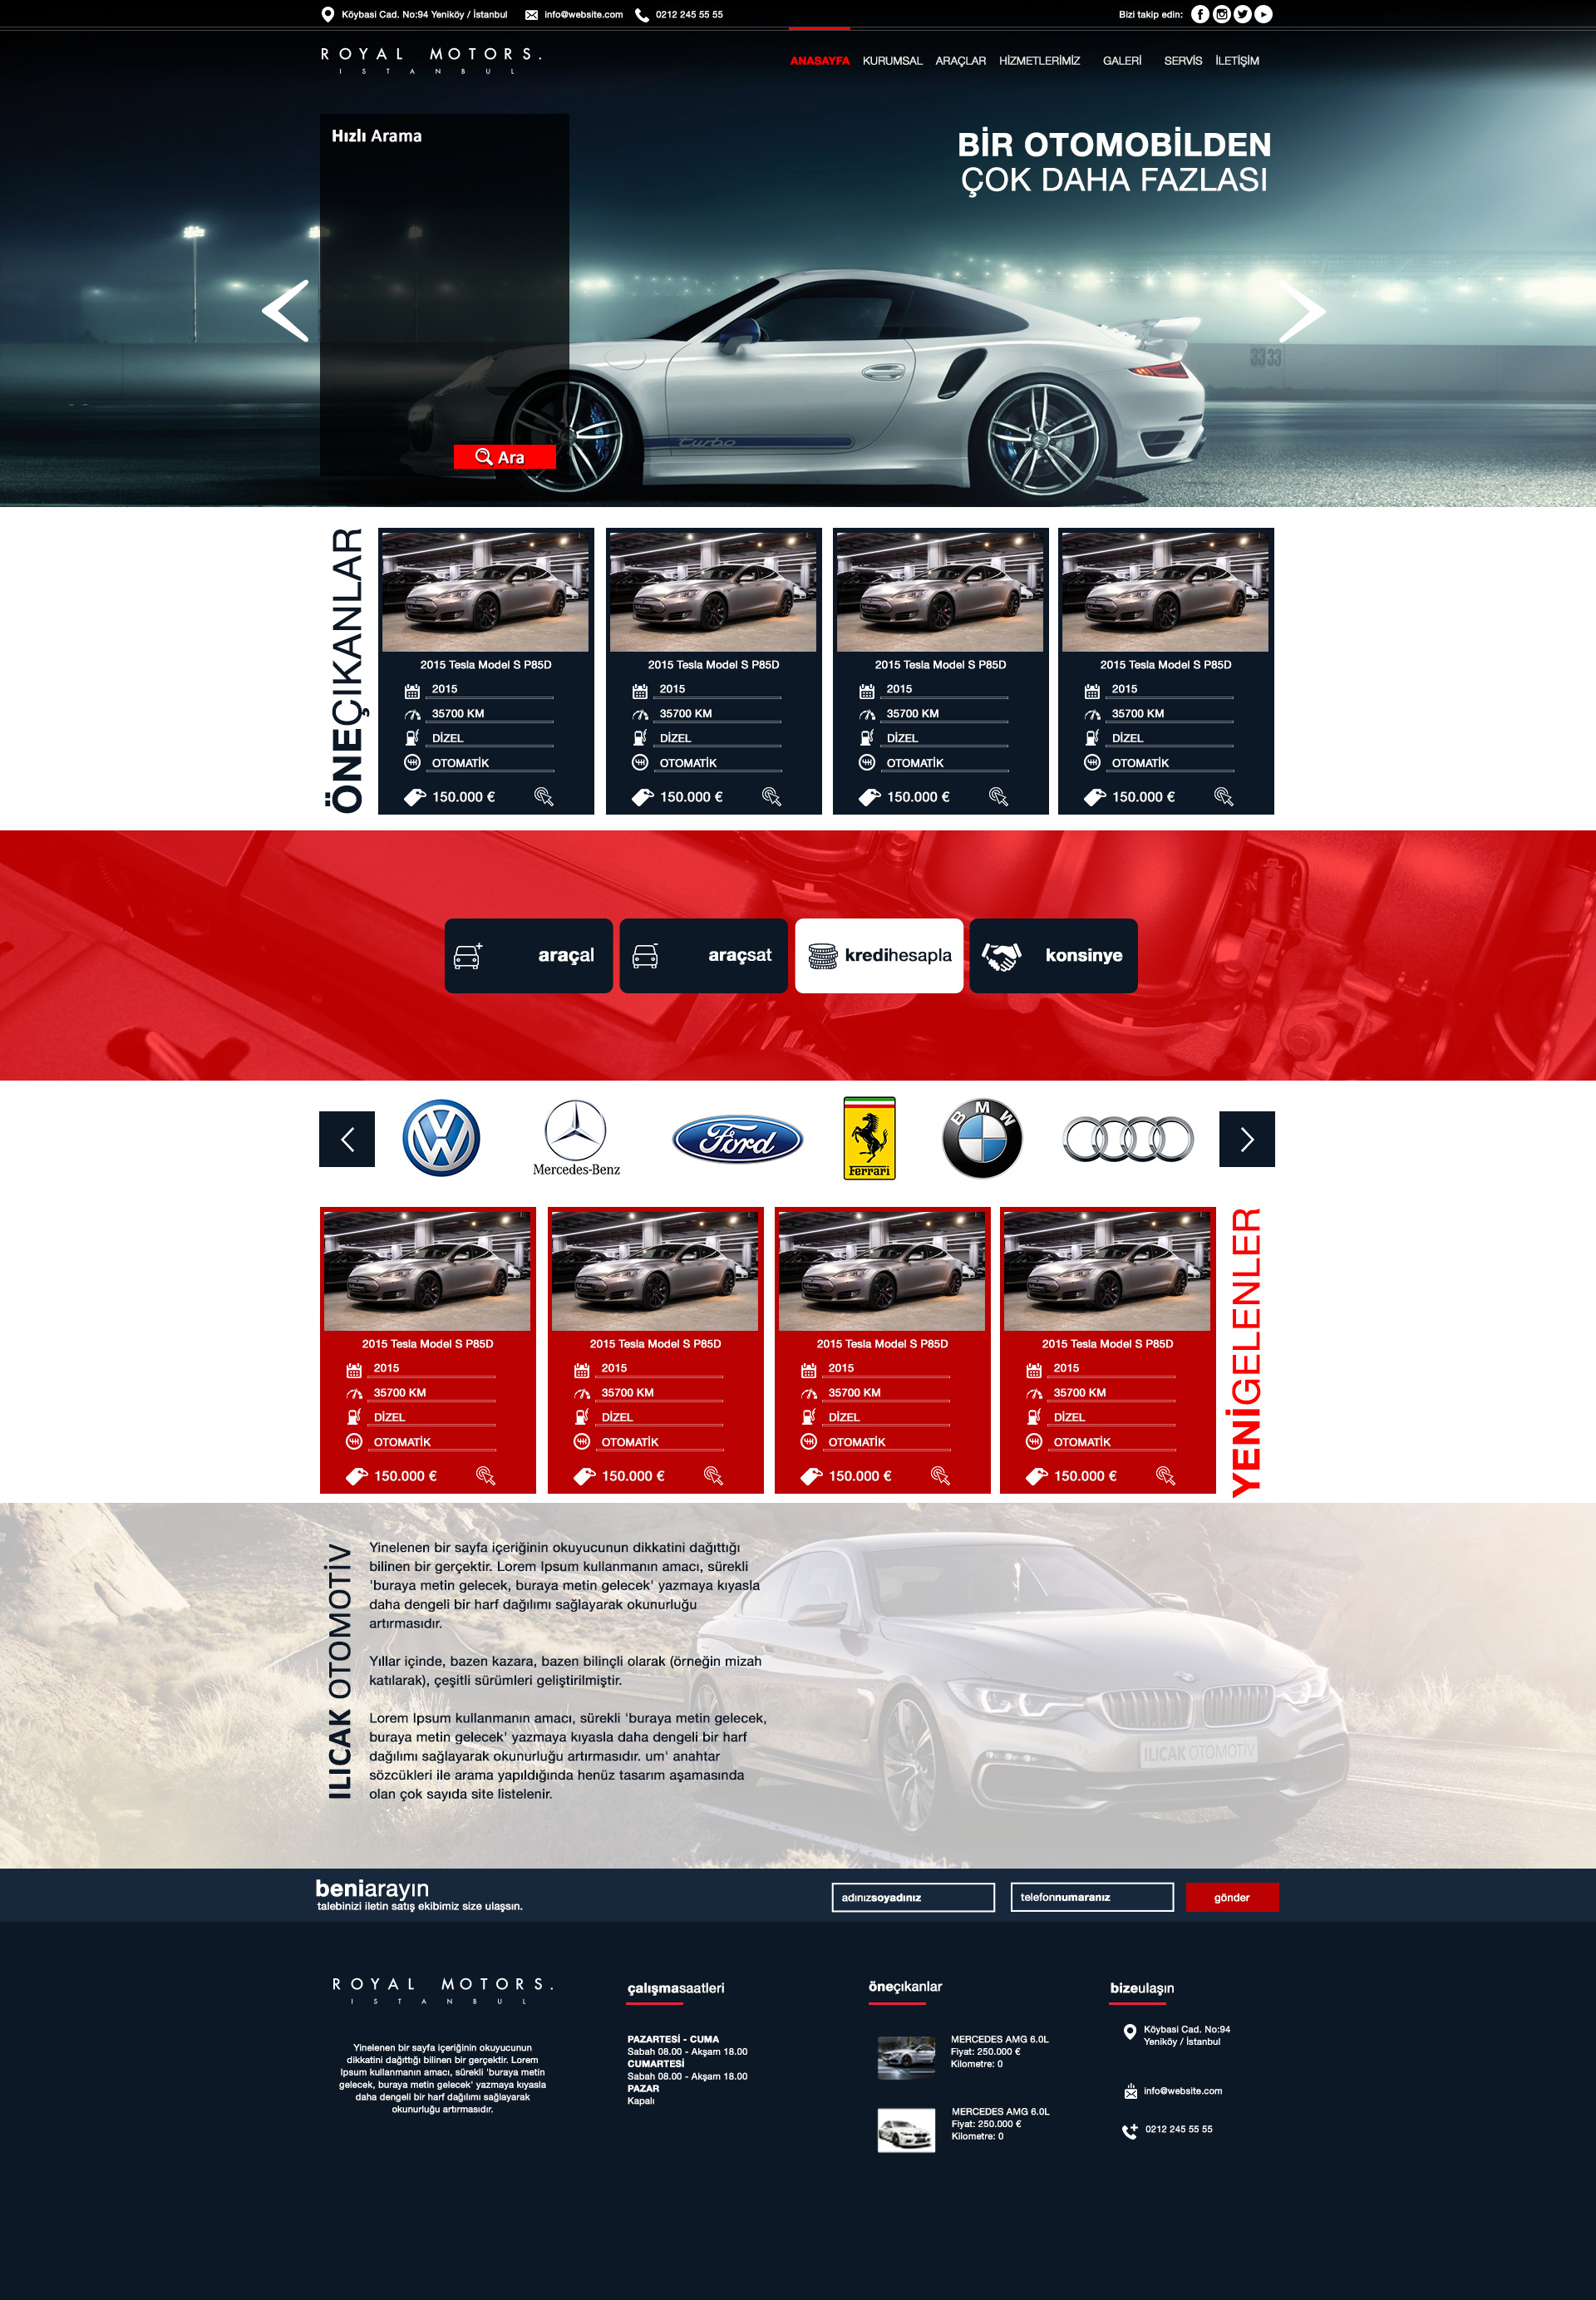 Köybasi Cad. No:94 Yeniköy / İstanbul
info@website.com
0212 245 55 55
Bizi takip edin:
ROYAL MOTORS.
ISTANBUL
ANASAYFA KURUMSAL ARAÇLAR HİZMETLERİMİZ GALERİ SERVİS İLETİŞİM
Hızlı Arama
BİR OTOMOBİLDEN
ÇOK DAHA FAZLASI
33 33
turbo
Ara
ÖNEÇIKANLAR
2015 Tesla Model S P85D
2015
35700 KM
DİZEL
OTOMATİK
150.000 €
2015 Tesla Model S P85D
2015
35700 KM
DİZEL
OTOMATİK
150.000 €
2015 Tesla Model S P85D
2015
35700 KM
DİZEL
OTOMATİK
150.000 €
2015 Tesla Model S P85D
2015
35700 KM
DİZEL
OTOMATİK
150.000 €
araçal
araçsat
kredihesapla
konsinye
Mercedes-Benz
Ford
Ferrari
BMW
2015 Tesla Model S P85D
2015
35700 KM
DİZEL
OTOMATİK
150.000 €
2015 Tesla Model S P85D
2015
35700 KM
DİZEL
OTOMATİK
150.000 €
2015 Tesla Model S P85D
2015
35700 KM
DİZEL
OTOMATİK
150.000 €
2015 Tesla Model S P85D
2015
35700 KM
DİZEL
OTOMATİK
150.000 €
YENİGELENLER
ILICAK OTOMOTİV
Yinelenen bir sayfa içeriğinin okuyucunun dikkatini dağıttığı
bilinen bir gerçektir. Lorem Ipsum kullanmanın amacı, sürekli
'buraya metin gelecek, buraya metin gelecek' yazmaya kıyasla
daha dengeli bir harf dağılımı sağlayarak okunurluğu
artırmasıdır.
Yıllar içinde, bazen kazara, bazen bilinçli olarak (örneğin mizah
katılarak), çeşitli sürümleri geliştirilmiştir.
Lorem Ipsum kullanmanın amacı, sürekli 'buraya metin gelecek,
buraya metin gelecek' yazmaya kıyasla daha dengeli bir harf
dağılımı sağlayarak okunurluğu artırmasıdır. um' anahtar
sözcükleri ile arama yapıldığında henüz tasarım aşamasında
olan çok sayıda site listelenir.
ILICAK OTOMOTİV
beniarayın
talebinizi iletin satış ekibimiz size ulaşsın.
adınızsoyadınız
telefonnumaranız
gönder
ROYAL MOTORS.
ISTANBUL
Yinelenen bir sayfa içeriğinin okuyucunun
dikkatini dağıttığı bilinen bir gerçektir. Lorem
Ipsum kullanmanın amacı, sürekli 'buraya metin
gelecek, buraya metin gelecek' yazmaya kıyasla
daha dengeli bir harf dağılımı sağlayarak
okunurluğu artırmasıdır.
çalışmasaatleri
PAZARTESİ - CUMA
Sabah 08.00 - Akşam 18.00
CUMARTESİ
Sabah 08.00 - Akşam 18.00
PAZAR
Kapalı
öneçıkanlar
MERCEDES AMG 6.0L
Fiyat: 250.000 €
Kilometre: 0
MERCEDES AMG 6.0L
Fiyat: 250.000 €
Kilometre: 0
bizeulaşın
Köybasi Cad. No:94
Yeniköy / İstanbul
info@website.com
0212 245 55 55